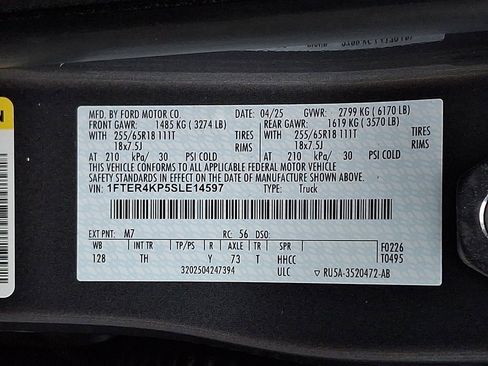 MFD. BY FORD MOTOR CO. 04/25 GVWR: 2799 KG ( 6170 LB)
FRONT GAWR: 1485 KG ( 3274 LB) REAR GAWR: 1619 KG ( 3570 LB)
255/65R18 111T TIRES 255/65R18 111T TIRES
18x7.5J RIMS 18x7.5J RIMS
AT 210 kPa/ 30 PSI COLD AT 210 kPa/ 30 PSI COLD
THIS VEHICLE CONFORMS TO ALL APPLICABLE FEDERAL MOTOR VEHICLE
SAFETY STANDARDS IN EFFECT ON THE DATE OF MANUFACTURE SHOWN ABOVE.
VIN: 1FTER4KP5SLE14597 TYPE: Truck
EXT PNT: M7 RC: 56 DSO:
WB INT TR TP/PS R AXLE TR SPR F0226
128 TH Y 73 T HHCC T0495
3202504247394 ULC RU5A-3520472-AB